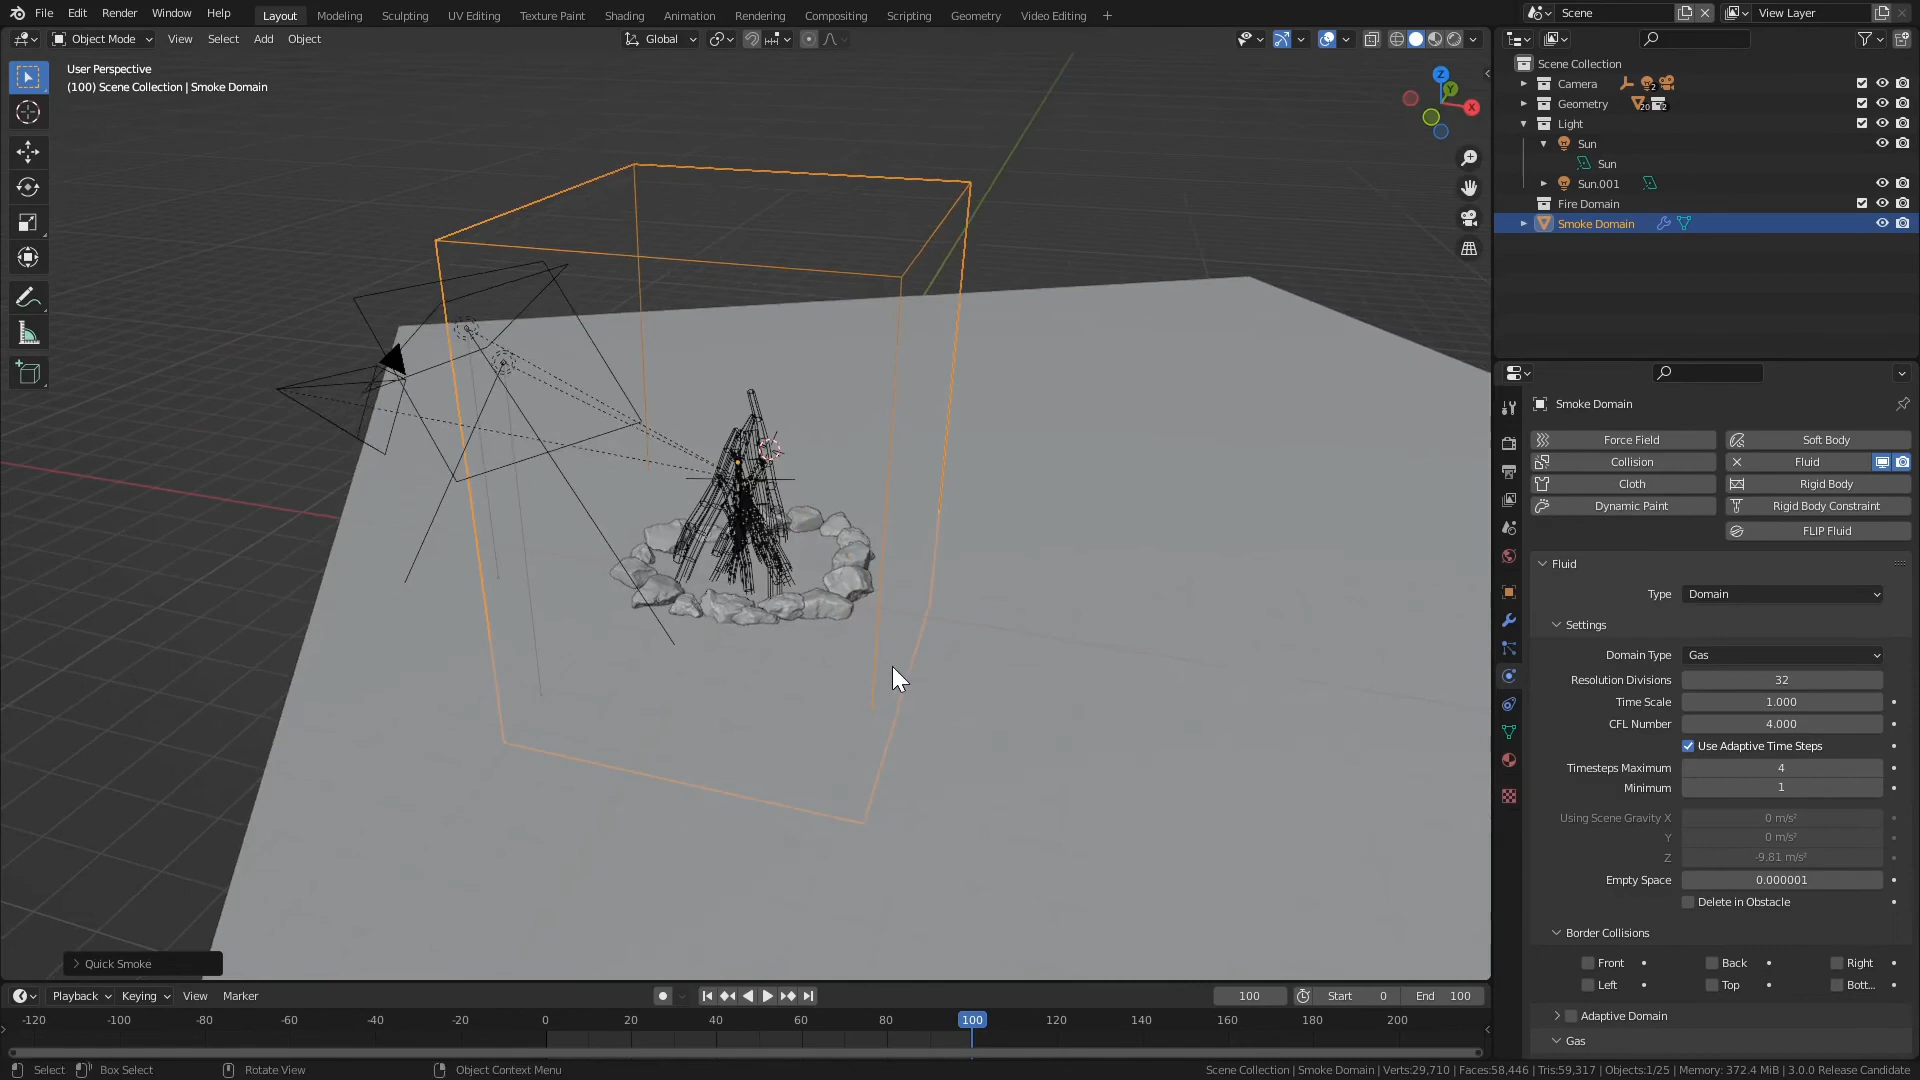 File Edit Render Window Help Layout Modeling Sculpting UV Editing Texture Paint Shading Animation Rendering Compositing Scripting Geometry Video Editing + Scene View Layer
Object Mode View Select Add Object Global
User Perspective
(100) Scene Collection | Smoke Domain
Z
Y
X
Scene Collection
Camera 2
Geometry 20 2
Light
Sun
Sun
Sun.001
Fire Domain
Smoke Domain
Smoke Domain
Force Field Soft Body
Collision Fluid
Cloth Rigid Body
Dynamic Paint Rigid Body Constraint
FLIP Fluid
Fluid
Type Domain
Settings
Domain Type Gas
Resolution Divisions 32
Time Scale 1.000
CFL Number 4.000
Use Adaptive Time Steps
Timesteps Maximum 4
Minimum 1
Using Scene Gravity X 0 m/s²
Y 0 m/s²
Z -9.81 m/s²
Empty Space 0.000001
Delete in Obstacle
Border Collisions
Front Back Right
Left Top Bott...
Adaptive Domain
Gas
Quick Smoke
Playback Keying View Marker 100 Start 0 End 100
-120 -100 -80 -60 -40 -20 0 20 40 60 80 100 120 140 160 180 200
Select Box Select Rotate View Object Context Menu Scene Collection | Smoke Domain | Verts:29,710 | Faces:58,446 | Tris:59,317 | Objects:1/25 | Memory: 372.4 MiB | 3.0.0 Release Candidate